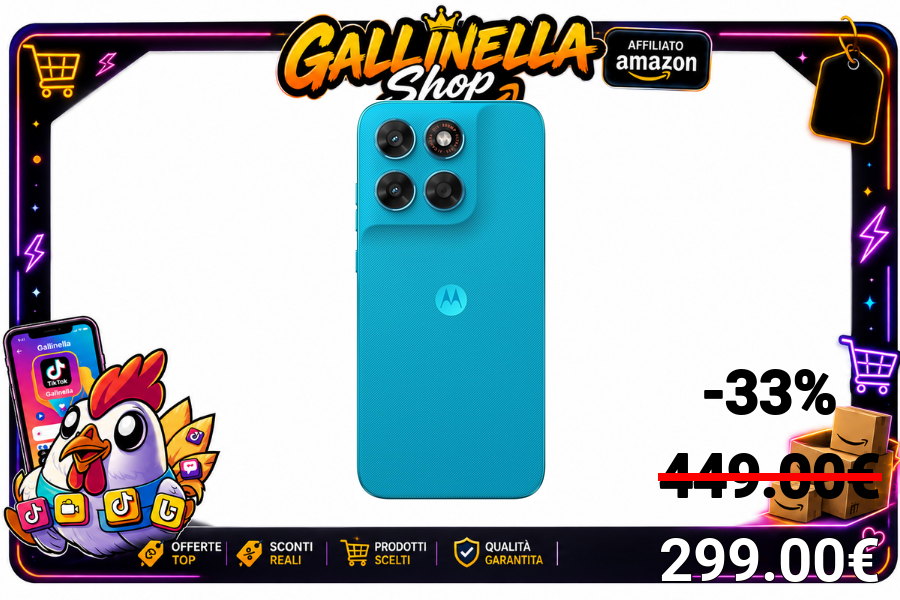 GALLINELLA
Shop
AFFILIATO
amazon
Gallinella
TikTok
Gallinella
-33%
449.00€
299.00€
OFFERTE
TOP
SCONTI
REALI
PRODOTTI
SCELTI
QUALITÀ
GARANTITA